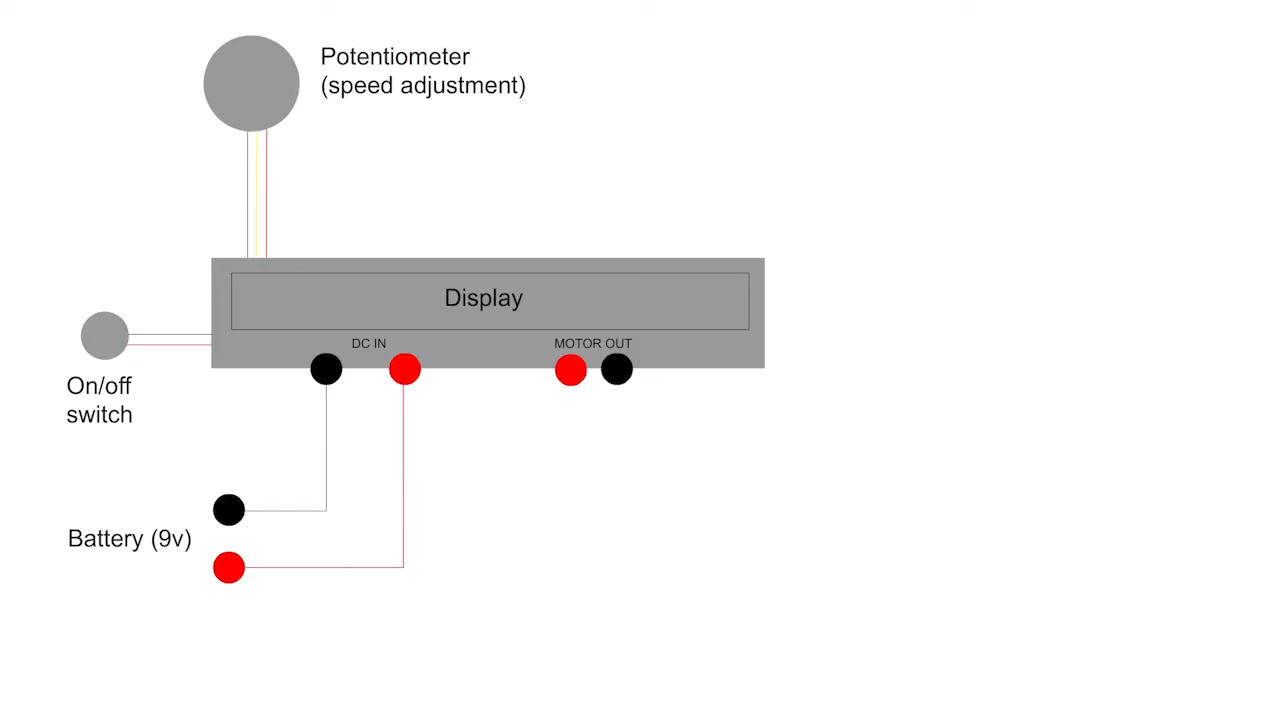 Potentiometer
(speed adjustment)
Display
DC IN
MOTOR OUT
On/off
switch
Battery (9v)